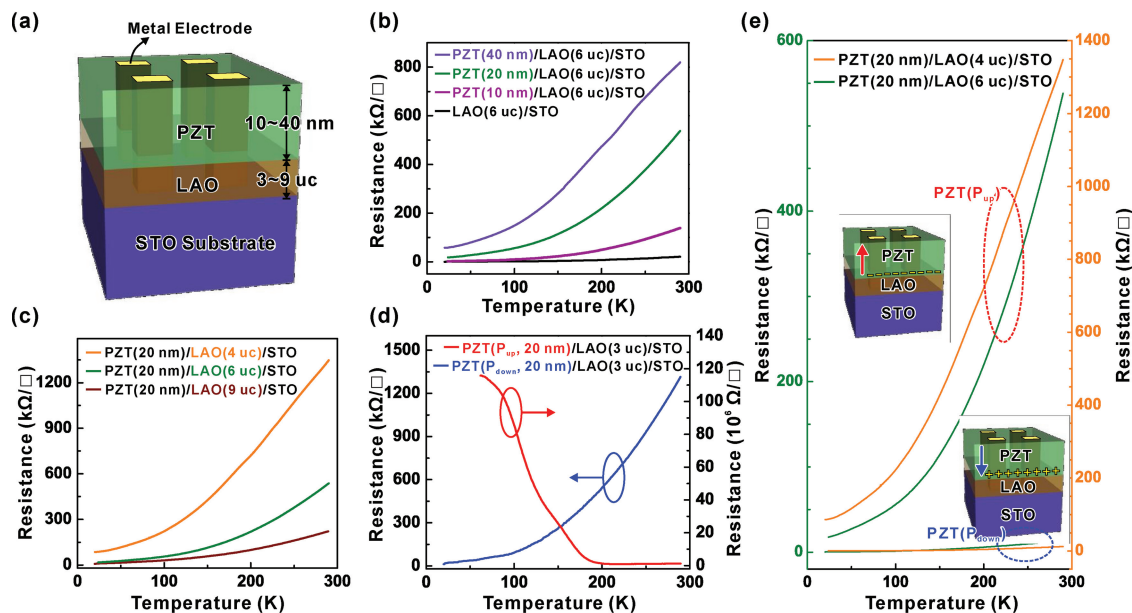 (a)
Metal Electrode
PZT
10~40 nm
LAO
3~9 uc
STO Substrate
(b)
PZT(40 nm)/LAO(6 uc)/STO
PZT(20 nm)/LAO(6 uc)/STO
PZT(10 nm)/LAO(6 uc)/STO
LAO(6 uc)/STO
Resistance (kΩ/□)
800
600
400
200
0
0 100 200 300
Temperature (K)
(c)
PZT(20 nm)/LAO(4 uc)/STO
PZT(20 nm)/LAO(6 uc)/STO
PZT(20 nm)/LAO(9 uc)/STO
Resistance (kΩ/□)
1200
900
600
300
0
0 100 200 300
Temperature (K)
(d)
PZT(Pup, 20 nm)/LAO(3 uc)/STO
PZT(Pdown, 20 nm)/LAO(3 uc)/STO
Resistance (kΩ/□)
1500
1200
900
600
300
0
0 100 200 300
Temperature (K)
140
120
100
80
60
40
20
0
Resistance (10⁶ Ω/□)
(e)
PZT(20 nm)/LAO(4 uc)/STO
PZT(20 nm)/LAO(6 uc)/STO
Resistance (kΩ/□)
600
400
200
0
PZT(Pup)
PZT
LAO
STO
PZT
LAO
STO
PZT(Pdown)
0 100 200 300
Temperature (K)
1400
1200
1000
800
600
400
200
0
Resistance (kΩ/□)